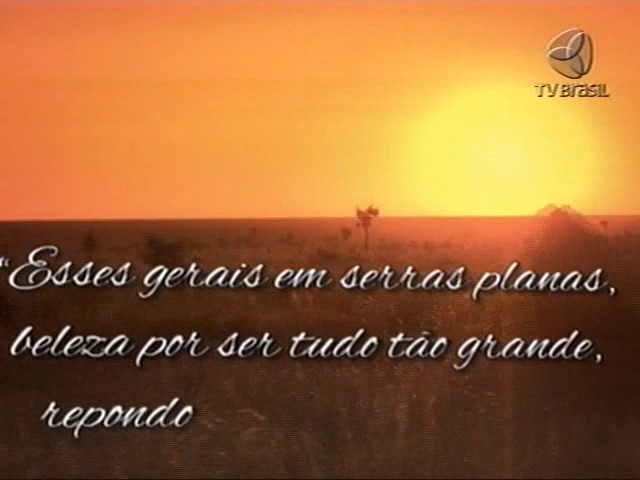 TV BRASIL
“Esses gerais em serras planas,
beleza por ser tudo tão grande,
repondo